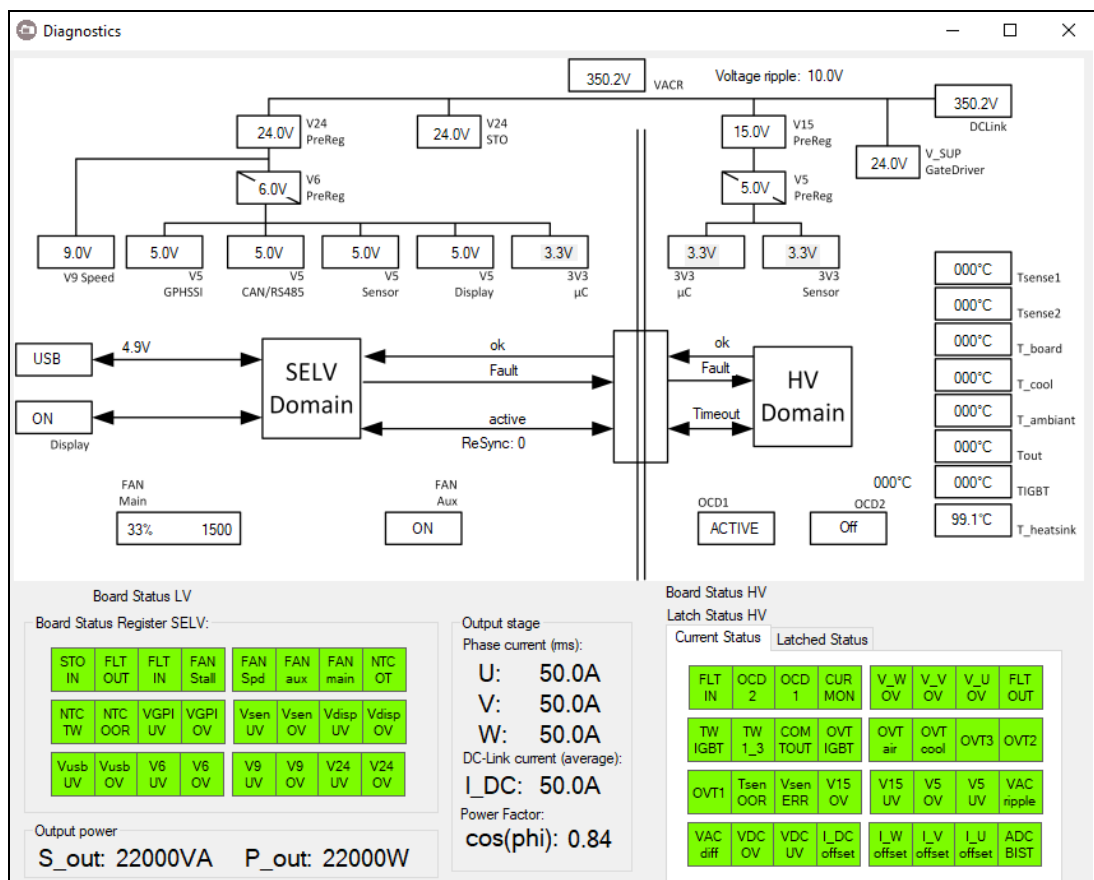 Diagnostics
350.2V
VACR
Voltage ripple: 10.0V
24.0V
V24
PreReg
24.0V
V24
STO
15.0V
V15
PreReg
350.2V
DCLink
24.0V
V_SUP
GateDriver
6.0V
V6
PreReg
5.0V
V5
PreReg
9.0V
V9 Speed
5.0V
V5
GPHSSI
5.0V
V5
CAN/RS485
5.0V
V5
Sensor
5.0V
V5
Display
3.3V
3V3
µC
3.3V
3V3
µC
3.3V
3V3
Sensor
000°C
Tsense1
000°C
Tsense2
000°C
T_board
000°C
T_cool
000°C
T_ambiant
000°C
Tout
000°C
000°C
TIGBT
99.1°C
T_heatsink
USB
4.9V
ON
Display
SELV
Domain
ok
Fault
active
ReSync: 0
ok
Fault
Timeout
HV
Domain
FAN
Main
33% 1500
FAN
Aux
ON
OCD1
ACTIVE
OCD2
Off
Board Status LV
Board Status Register SELV:
STO IN FLT OUT FLT IN FAN Stall FAN Spd FAN aux FAN main NTC OT
NTC TW NTC OOR VGPI UV VGPI OV Vsen UV Vsen OV Vdisp UV Vdisp OV
Vusb UV Vusb OV V6 UV V6 OV V9 UV V9 OV V24 UV V24 OV
Output power
S_out: 22000VA P_out: 22000W
Output stage
Phase current (rms):
U: 50.0A
V: 50.0A
W: 50.0A
DC-Link current (average):
I_DC: 50.0A
Power Factor:
cos(phi): 0.84
Board Status HV
Latch Status HV
Current Status Latched Status
FLT IN OCD 2 OCD 1 CUR MON V_W OV V_V OV V_U OV FLT OUT
TW IGBT TW 1_3 COM TOUT OVT IGBT OVT air OVT cool OVT3 OVT2
OVT1 Tsen OOR Vsen ERR V15 OV V15 UV V5 OV V5 UV VAC ripple
VAC diff VDC OV VDC UV I_DC offset I_W offset I_V offset I_U offset ADC BIST